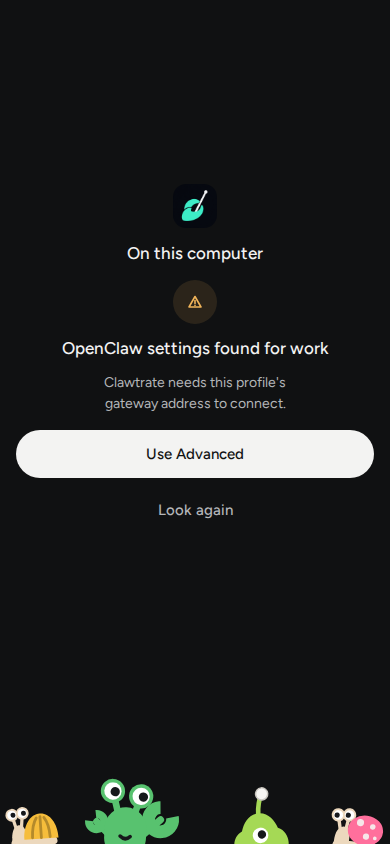 On this computer
OpenClaw settings found for work
Clawtrate needs this profile's
gateway address to connect.
Use Advanced
Look again